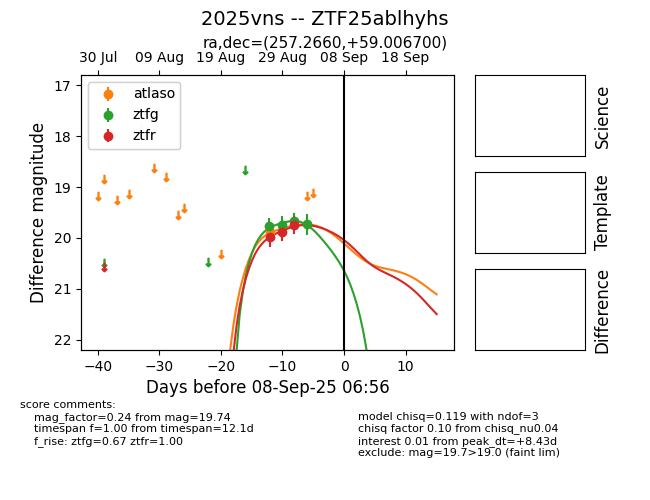 2025vns -- ZTF25ablhyhs
ra,dec=(257.2660,+59.006700)
30 Jul 09 Aug 19 Aug 29 Aug 08 Sep 18 Sep
17
18
19
20
21
22
Difference magnitude
atlaso
ztfg
ztfr
−40 −30 −20 −10 0 10
Days before 08-Sep-25 06:56
Science
Template
Difference
score comments:
mag_factor=0.24 from mag=19.74
timespan f=1.00 from timespan=12.1d
f_rise: ztfg=0.67 ztfr=1.00
model chisq=0.119 with ndof=3
chisq factor 0.10 from chisq_nu0.04
interest 0.01 from peak_dt=+8.43d
exclude: mag=19.7>19.0 (faint lim)